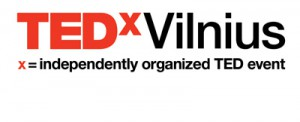 TEDxVilnius
x = independently organized TED event